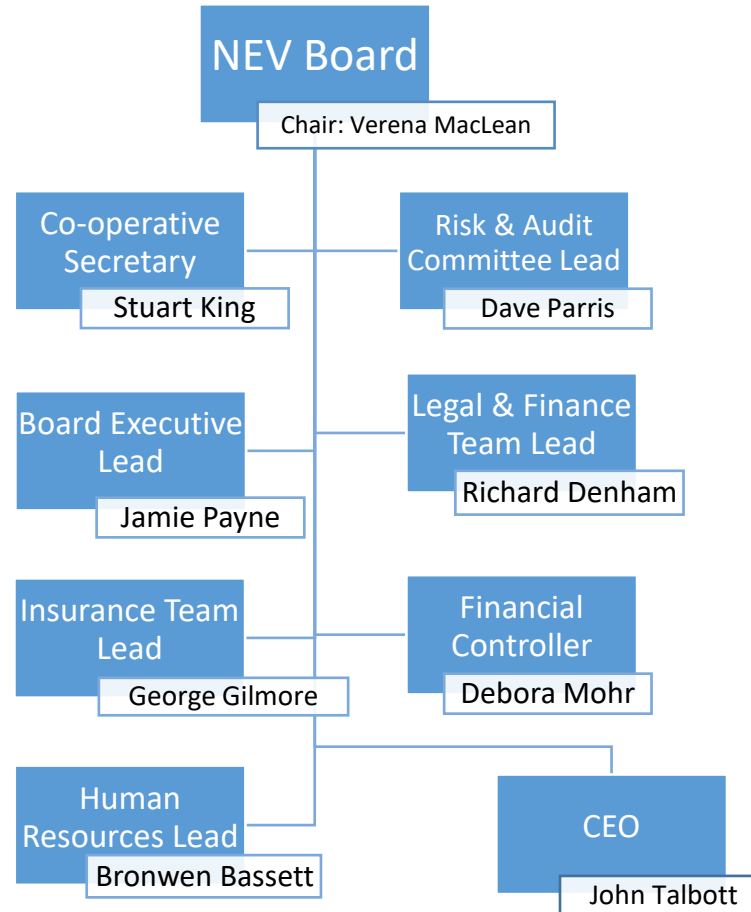 NEV Board
Chair: Verena MacLean
Co-operative
Secretary
Stuart King
Risk & Audit
Committee Lead
Dave Parris
Board Executive
Lead
Jamie Payne
Legal & Finance
Team Lead
Richard Denham
Insurance Team
Lead
George Gilmore
Financial
Controller
Debora Mohr
Human
Resources Lead
Bronwen Bassett
CEO
John Talbott